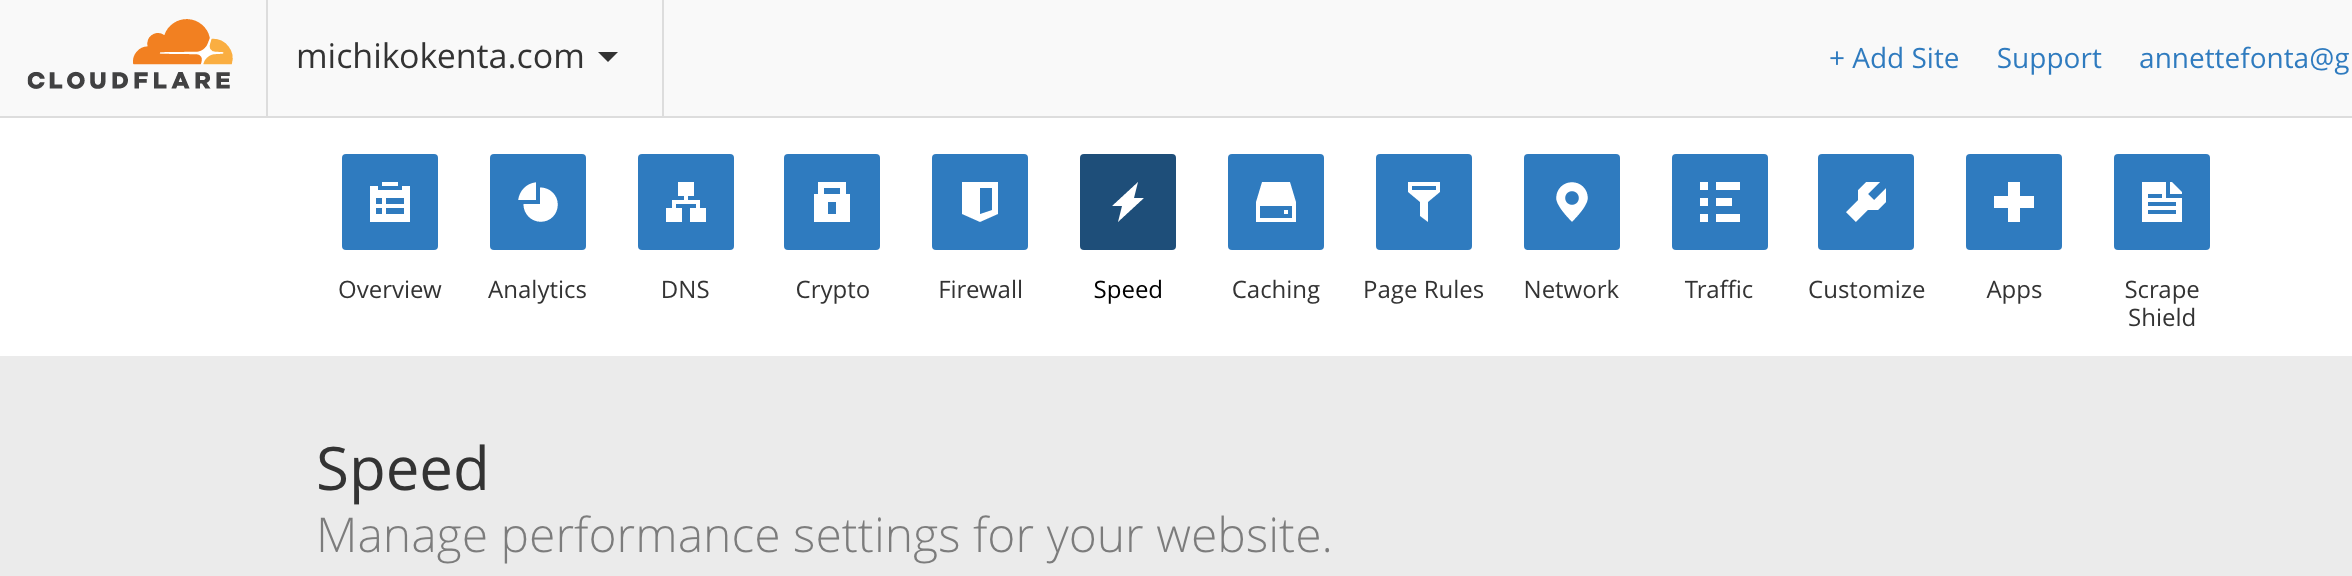 CLOUDFLARE
michikokenta.com
+ Add Site Support annettefonta@g
Overview Analytics DNS Crypto Firewall Speed Caching Page Rules Network Traffic Customize Apps Scrape
Shield
Speed
Manage performance settings for your website.